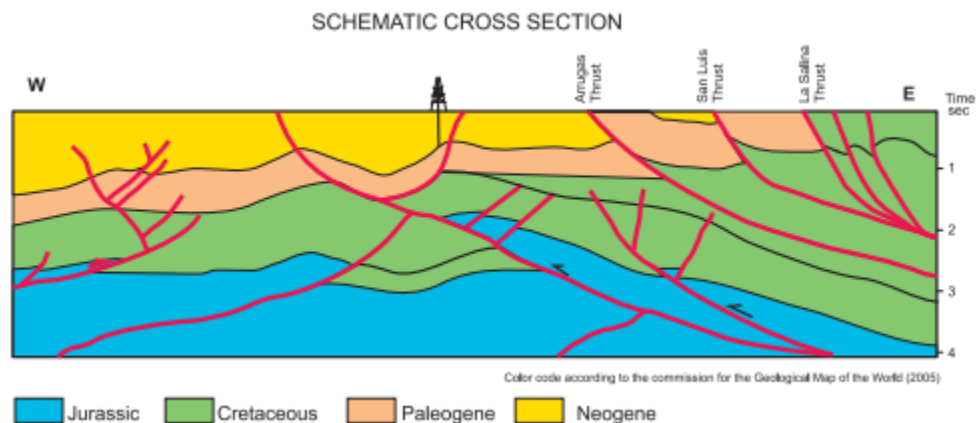 SCHEMATIC CROSS SECTION
W
Arrugas
Thrust
San Luis
Thrust
La Salina
Thrust
E
Time
sec
1
2
3
4
Color code according to the commission for the Geological Map of the World (2005)
Jurassic
Cretaceous
Paleogene
Neogene